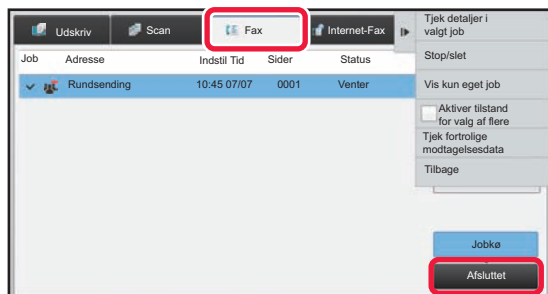 Udskriv
Scan
Fax
Internet-Fax
Job Adresse Indstil Tid Sider Status
Rundsending 10:45 07/07 0001 Venter
Tjek detaljer i
valgt job
Stop/slet
Vis kun eget job
Aktiver tilstand
for valg af flere
Tjek fortrolige
modtagelsesdata
Tilbage
Jobkø
Afsluttet